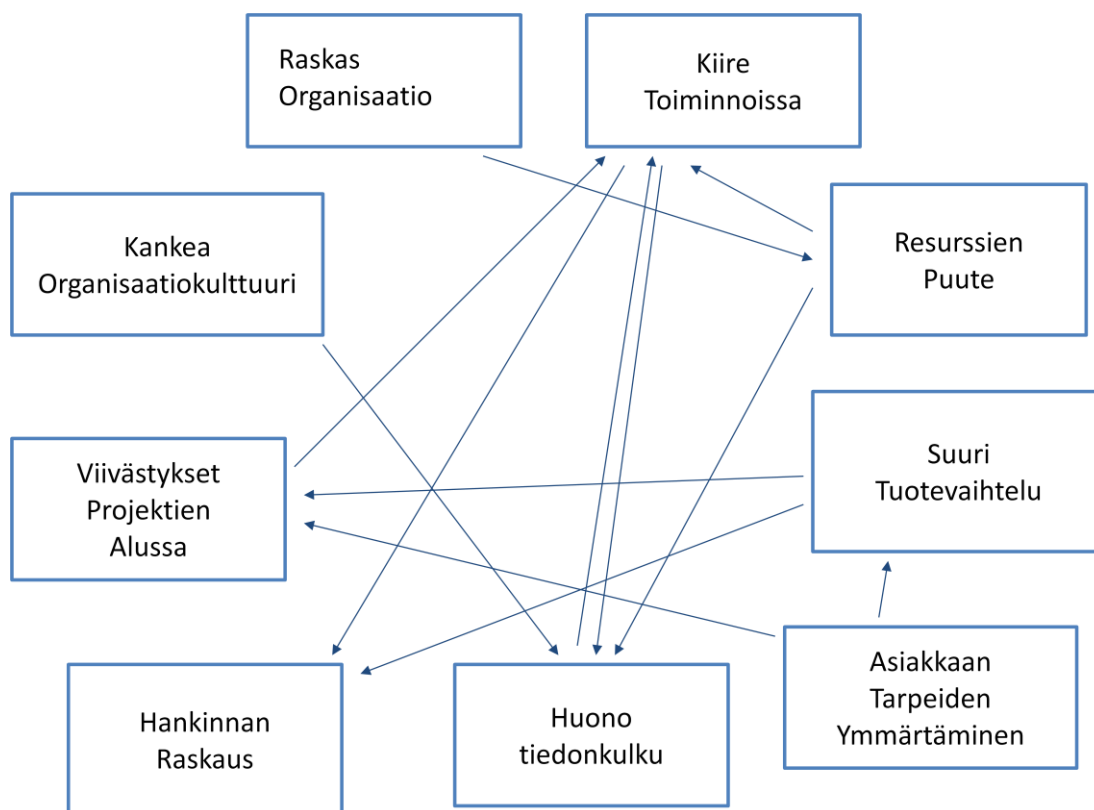 Raskas
Organisaatio
Kiire
Toiminnoissa
Kankea
Organisaatiokulttuuri
Resurssien
Puute
Viivästykset
Projektien
Alussa
Suuri
Tuotevaihtelu
Hankinnan
Raskaus
Huono
tiedonkulku
Asiakkaan
Tarpeiden
Ymmärtäminen